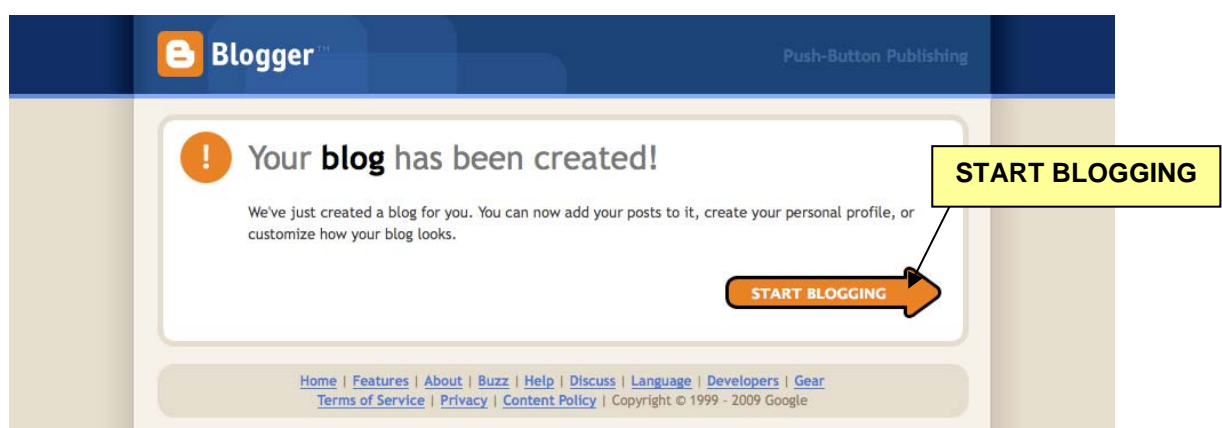 Blogger™
Push-Button Publishing
! Your blog has been created!
START BLOGGING
We've just created a blog for you. You can now add your posts to it, create your personal profile, or
customize how your blog looks.
START BLOGGING
Home | Features | About | Buzz | Help | Discuss | Language | Developers | Gear
Terms of Service | Privacy | Content Policy | Copyright © 1999 - 2009 Google